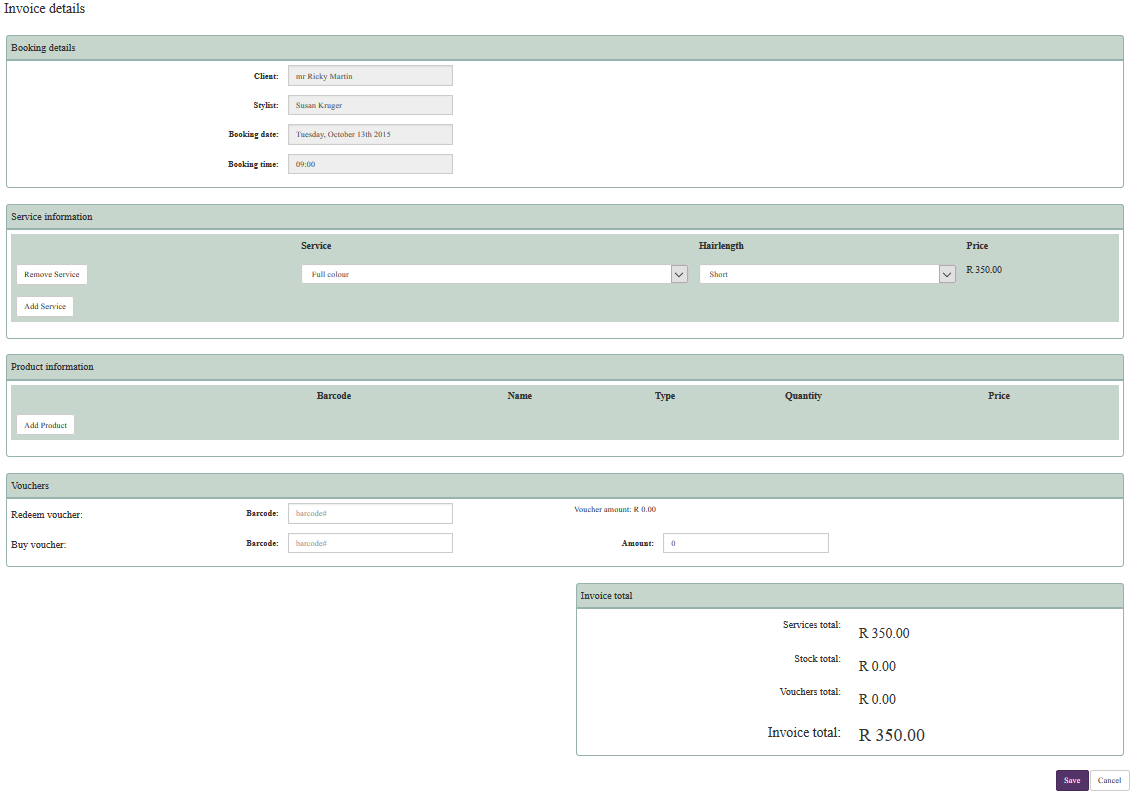 Invoice details
Booking details
Client: mr Ricky Martin
Stylist: Susan Kruger
Booking date: Tuesday, October 13th 2015
Booking time: 09:00
Service information
Service Hairlength Price
Remove Service Full colour Short R 350.00
Add Service
Product information
Barcode Name Type Quantity Price
Add Product
Vouchers
Redeem voucher: Barcode: barcode# Voucher amount: R 0.00
Buy voucher: Barcode: barcode# Amount: 0
Invoice total
Services total: R 350.00
Stock total: R 0.00
Vouchers total: R 0.00
Invoice total: R 350.00
Save Cancel